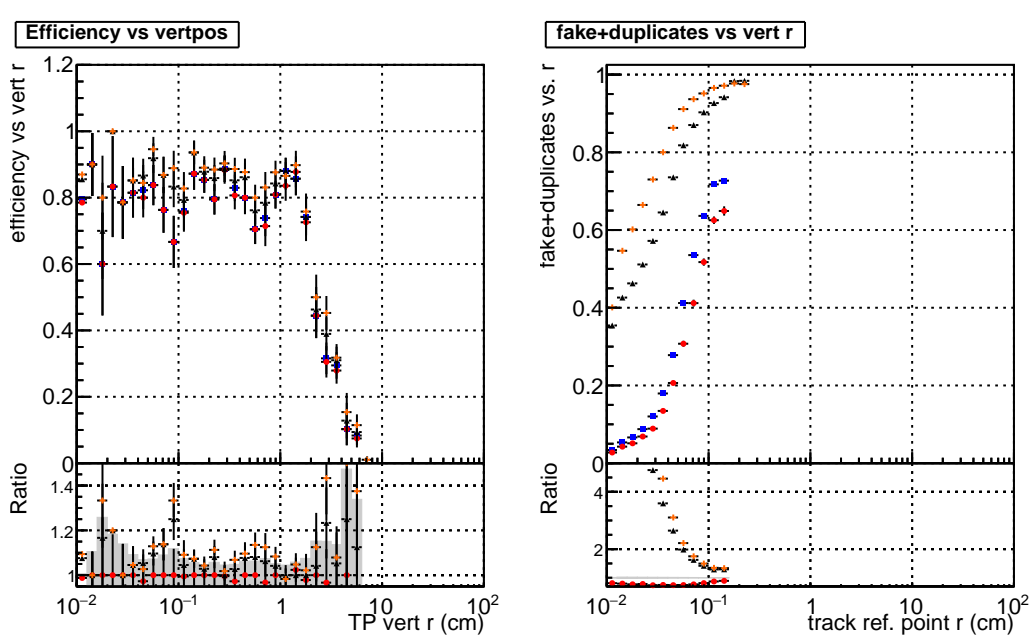 Efficiency vs vertpos
efficiency vs vert r
1.2
1
0.8
0.6
0.4
0.2
0
Ratio
1.4
1.2
1
10⁻² 10⁻¹ 1 10 10²
TP vert r (cm)
fake+duplicates vs vert r
fake+duplicates vs. r
1
0.8
0.6
0.4
0.2
0
Ratio
4
2
10⁻² 10⁻¹ 1 10 10²
track ref. point r (cm)